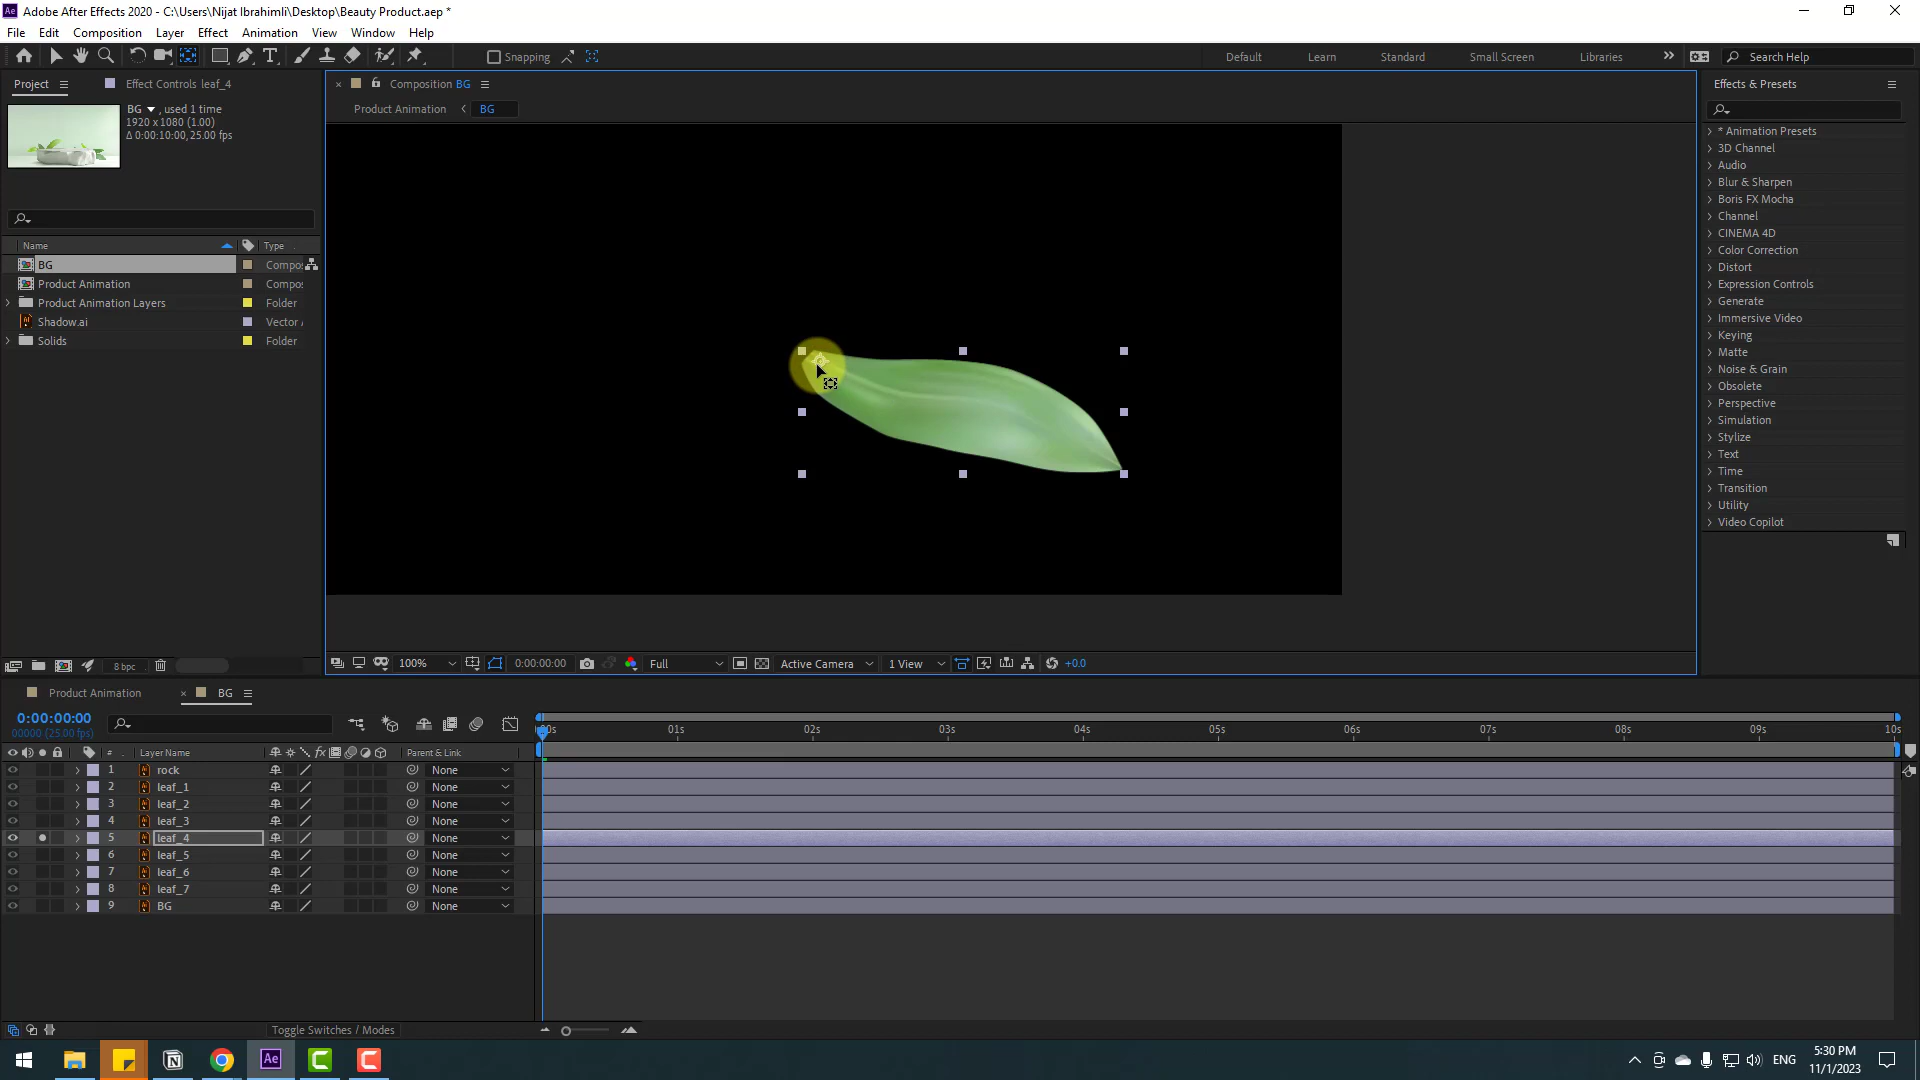 Adobe After Effects 2020 - C:\Users\Nijat Ibrahimli\Desktop\Beauty Product.aep *
File Edit Composition Layer Effect Animation View Window Help
Snapping Default Learn Standard Small Screen Libraries Search Help
Project Effect Controls leaf_4
BG , used 1 time
1920 x 1080 (1.00)
Δ 0:00:10:00, 25.00 fps
Name Type
BG Compo:
Product Animation Compo:
Product Animation Layers Folder
Shadow.ai Vector
Solids Folder
8 bpc
Composition BG
Product Animation BG
100% 0:00:00:00 Full Active Camera 1 View +0.0
Effects & Presets
* Animation Presets
3D Channel
Audio
Blur & Sharpen
Boris FX Mocha
Channel
CINEMA 4D
Color Correction
Distort
Expression Controls
Generate
Immersive Video
Keying
Matte
Noise & Grain
Obsolete
Perspective
Simulation
Stylize
Text
Time
Transition
Utility
Video Copilot
Product Animation BG
0:00:00:00
00000 (25.00 fps)
:00s 01s 02s 03s 04s 05s 06s 07s 08s 09s 10s
# Layer Name Parent & Link
1 rock None
2 leaf_1 None
3 leaf_2 None
4 leaf_3 None
5 leaf_4 None
6 leaf_5 None
7 leaf_6 None
8 leaf_7 None
9 BG None
Toggle Switches / Modes
ENG
5:30 PM
11/1/2023